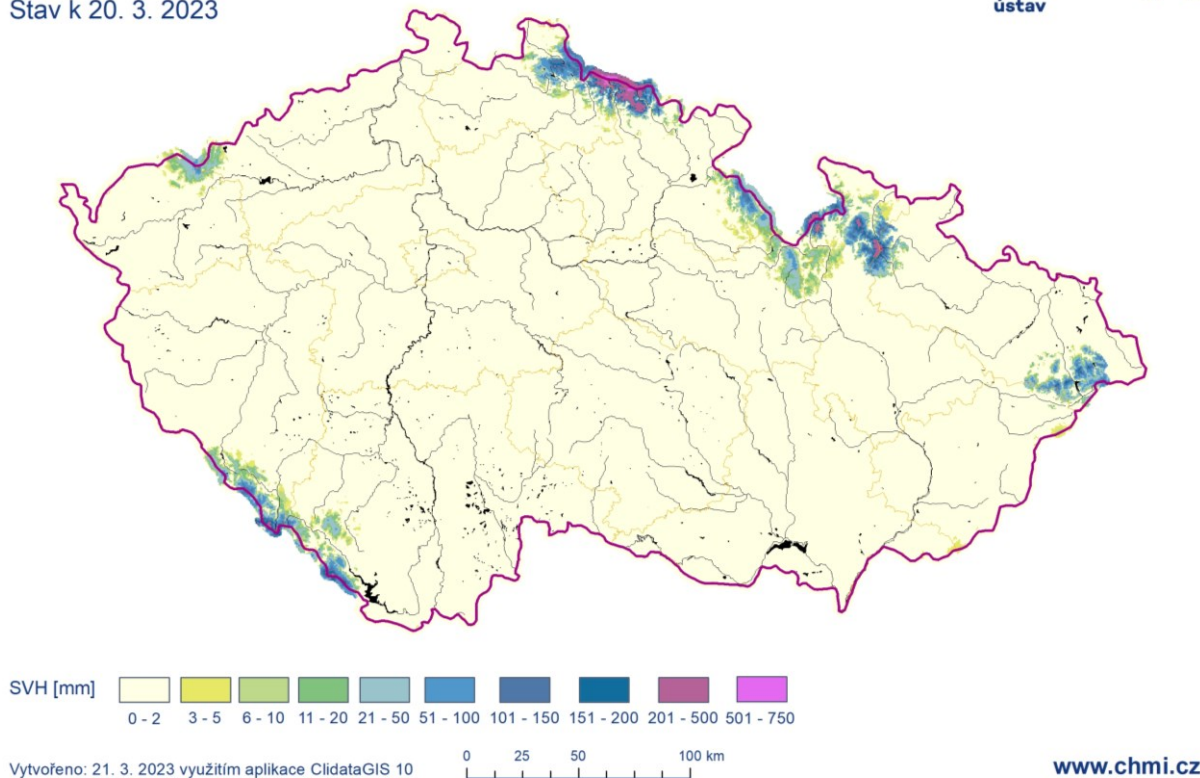 Stav k 20. 3. 2023
ústav
SVH [mm]
0 - 2 3 - 5 6 - 10 11 - 20 21 - 50 51 - 100 101 - 150 151 - 200 201 - 500 501 - 750
0 25 50 100 km
Vytvořeno: 21. 3. 2023 využitím aplikace ClidataGIS 10
www.chmi.cz